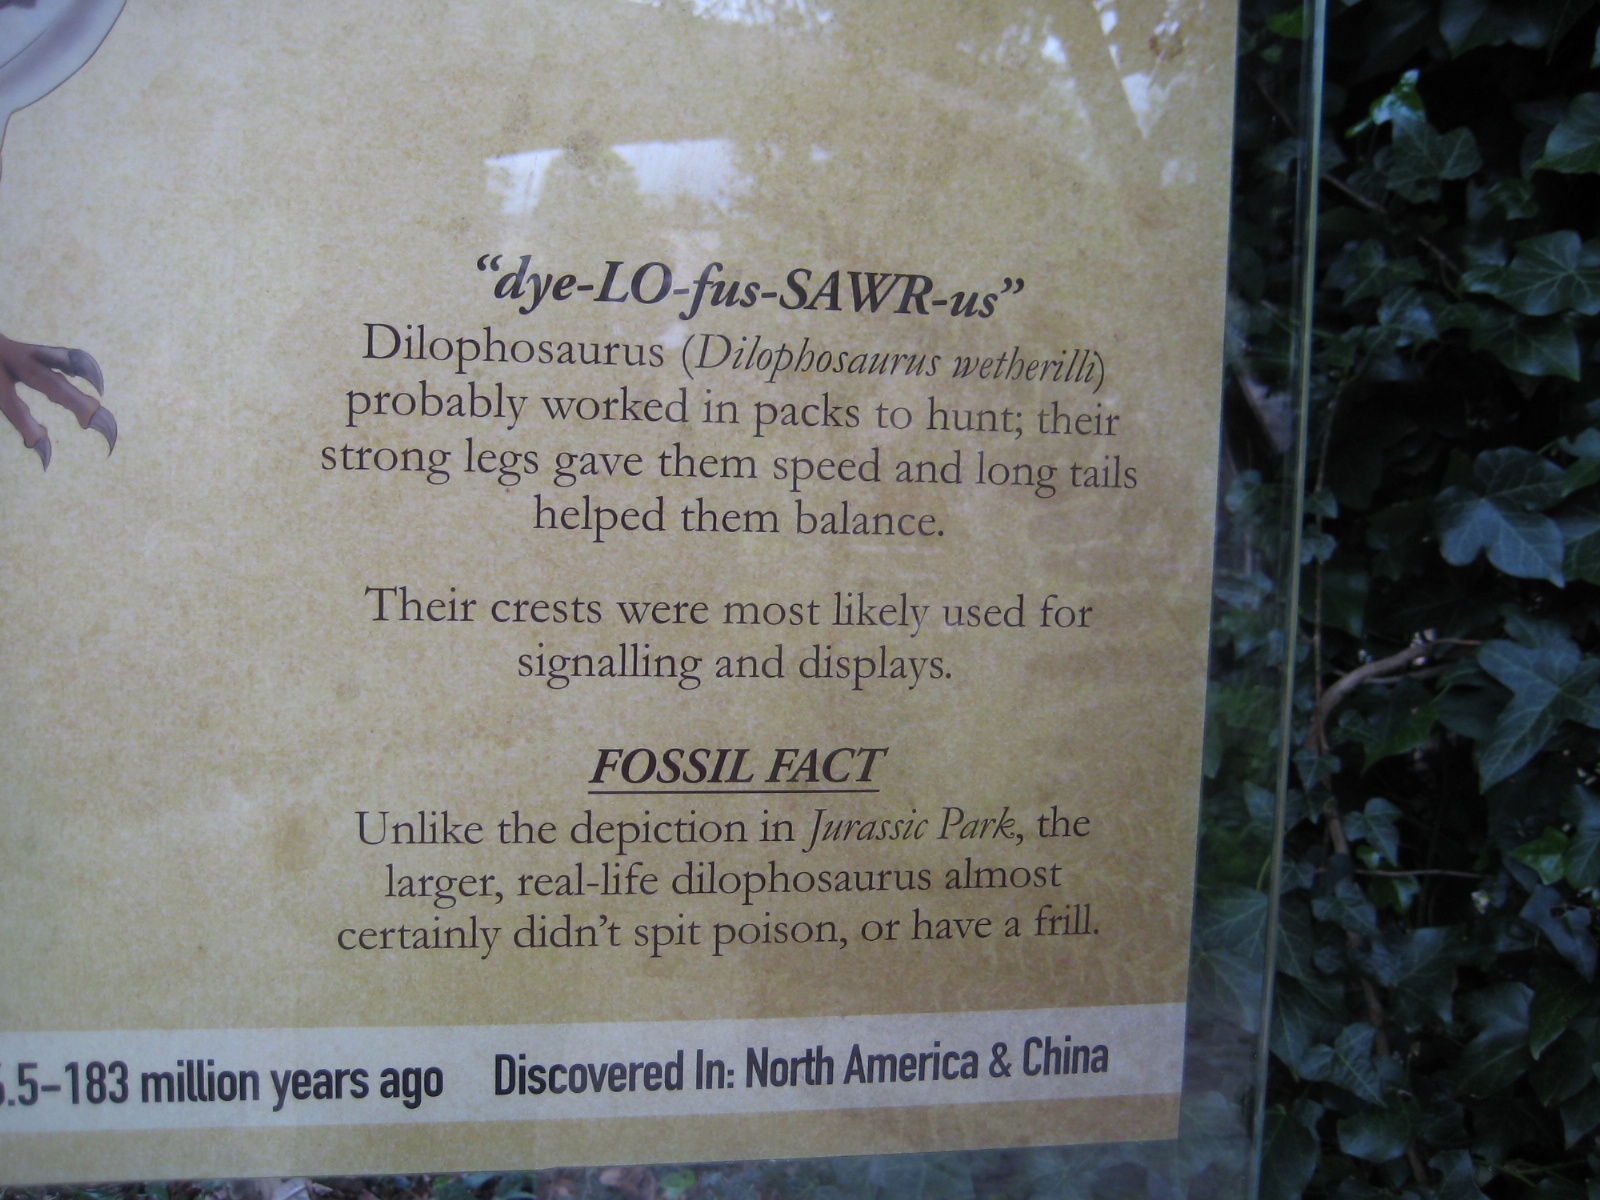 “dye-LO-fus-SAWR-us”
Dilophosaurus (Dilophosaurus wetherilli)
probably worked in packs to hunt; their
strong legs gave them speed and long tails
helped them balance.
Their crests were most likely used for
signalling and displays.
FOSSIL FACT
Unlike the depiction in Jurassic Park, the
larger, real-life dilophosaurus almost
certainly didn’t spit poison, or have a frill.
.5–183 million years ago Discovered In: North America & China